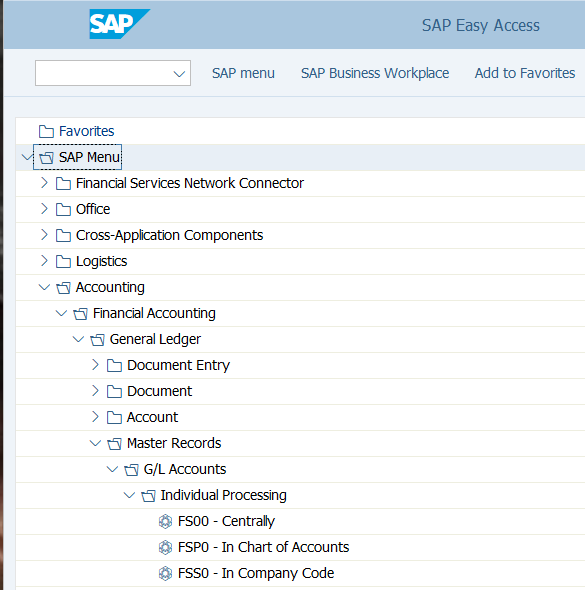 SAP
SAP Easy Access
SAP menu SAP Business Workplace Add to Favorites
Favorites
SAP Menu
Financial Services Network Connector
Office
Cross-Application Components
Logistics
Accounting
Financial Accounting
General Ledger
Document Entry
Document
Account
Master Records
G/L Accounts
Individual Processing
FS00 - Centrally
FSP0 - In Chart of Accounts
FSS0 - In Company Code